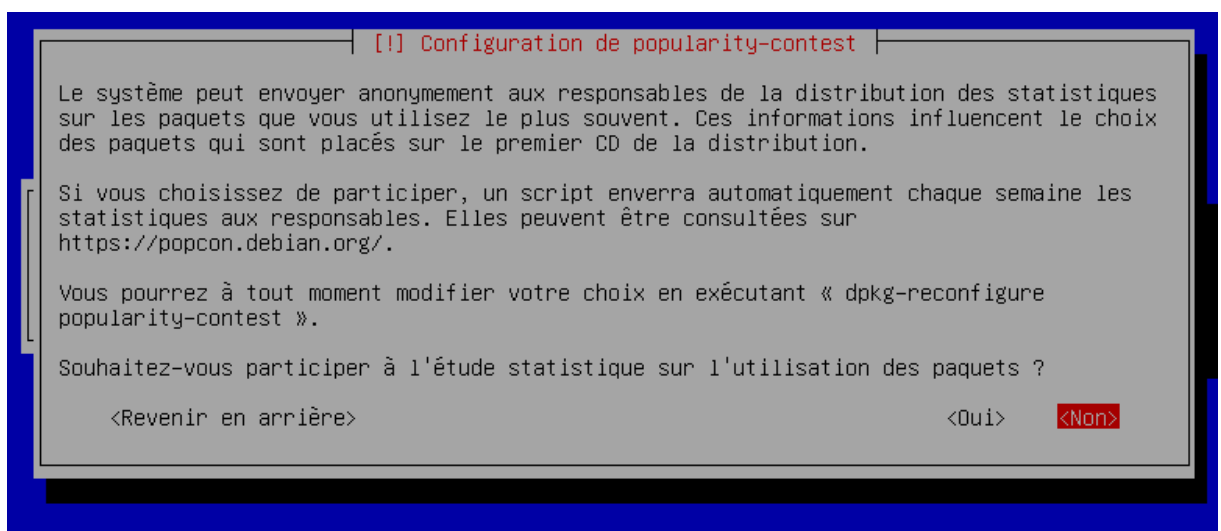 [!] Configuration de popularity-contest
Le système peut envoyer anonymement aux responsables de la distribution des statistiques
sur les paquets que vous utilisez le plus souvent. Ces informations influencent le choix
des paquets qui sont placés sur le premier CD de la distribution.
Si vous choisissez de participer, un script enverra automatiquement chaque semaine les
statistiques aux responsables. Elles peuvent être consultées sur
https://popcon.debian.org/.
Vous pourrez à tout moment modifier votre choix en exécutant « dpkg-reconfigure
popularity-contest ».
Souhaitez-vous participer à l'étude statistique sur l'utilisation des paquets ?
<Revenir en arrière> <Oui> <Non>